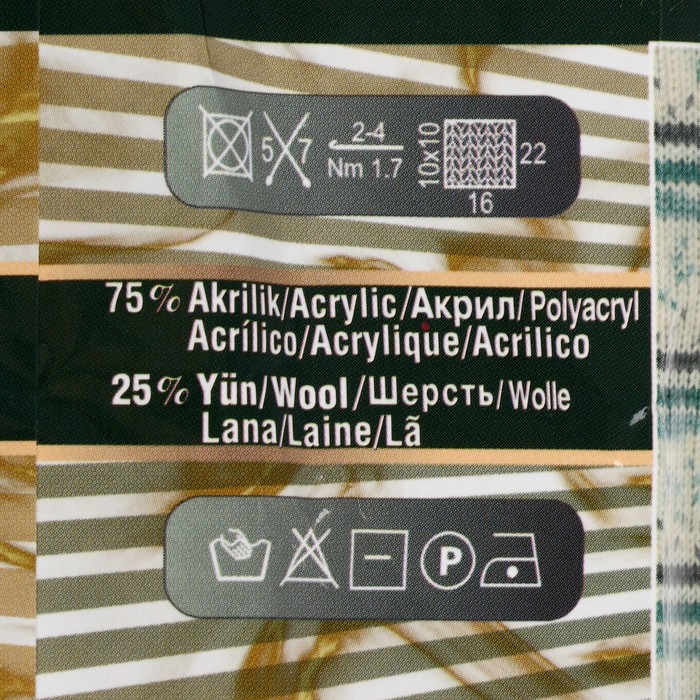 5 7
2-4
Nm 1.7
10x10
22
16
75% Akrilik/Acrylic/Акрил/Polyacryl
Acrílico/Acrylique/Acrilico
25% Yün/Wool/Шерсть/Wolle
Lana/Laine/Lã
P